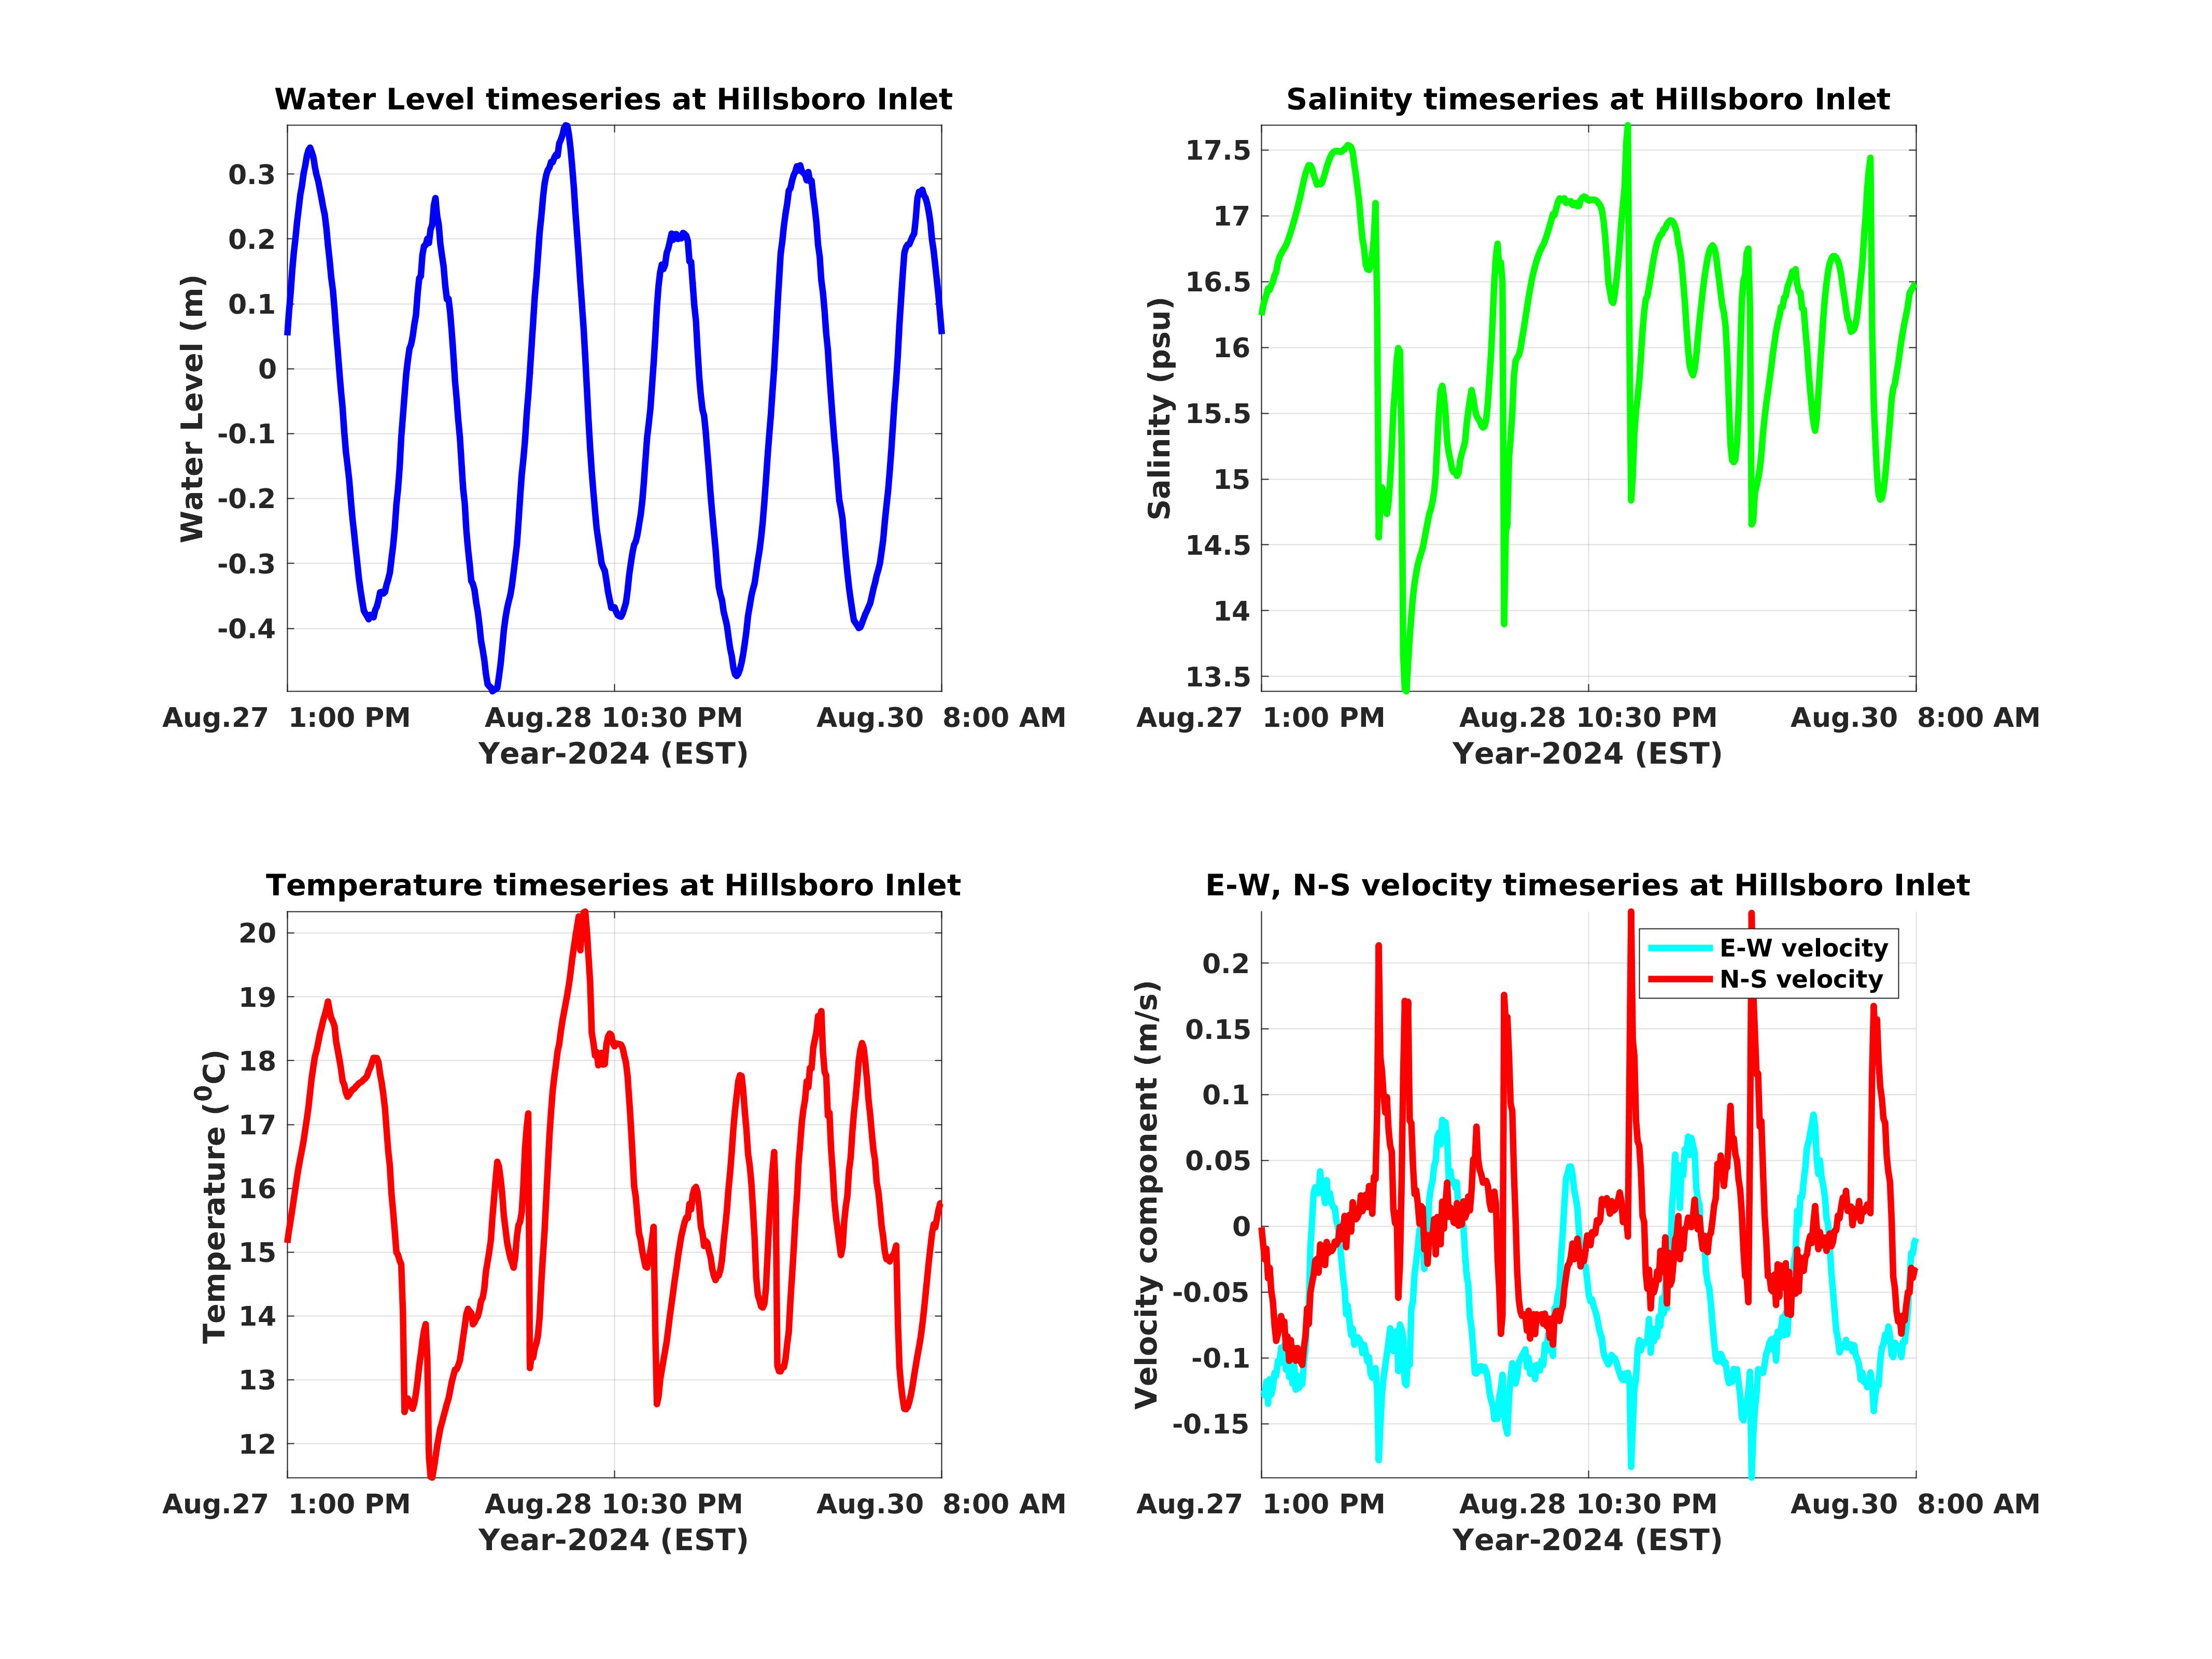 Water Level timeseries at Hillsboro Inlet
Water Level (m)
0.3
0.2
0.1
0
-0.1
-0.2
-0.3
-0.4
Aug.27 1:00 PM Aug.28 10:30 PM Aug.30 8:00 AM
Year-2024 (EST)
Salinity timeseries at Hillsboro Inlet
Salinity (psu)
17.5
17
16.5
16
15.5
15
14.5
14
13.5
Aug.27 1:00 PM Aug.28 10:30 PM Aug.30 8:00 AM
Year-2024 (EST)
Temperature timeseries at Hillsboro Inlet
Temperature (⁰C)
20
19
18
17
16
15
14
13
12
Aug.27 1:00 PM Aug.28 10:30 PM Aug.30 8:00 AM
Year-2024 (EST)
E-W, N-S velocity timeseries at Hillsboro Inlet
Velocity component (m/s)
E-W velocity
N-S velocity
0.2
0.15
0.1
0.05
0
-0.05
-0.1
-0.15
Aug.27 1:00 PM Aug.28 10:30 PM Aug.30 8:00 AM
Year-2024 (EST)